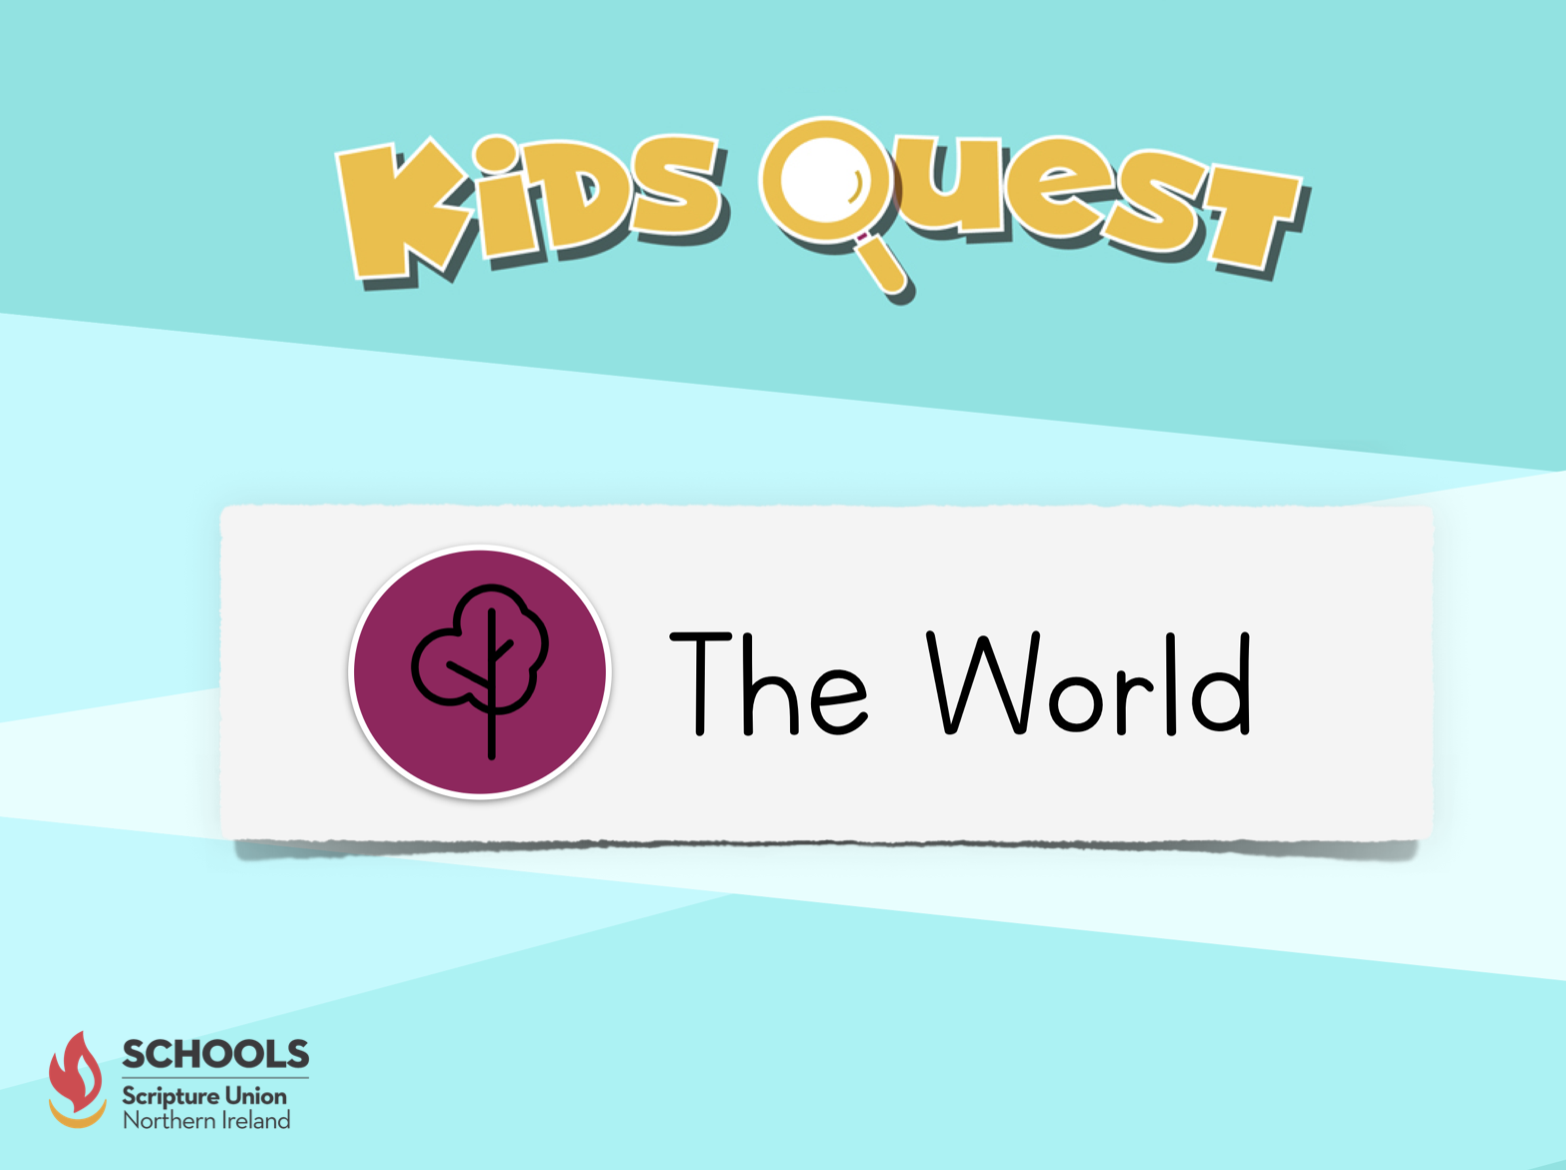 KiDS QUeST
The World
SCHOOLS
Scripture Union
Northern Ireland